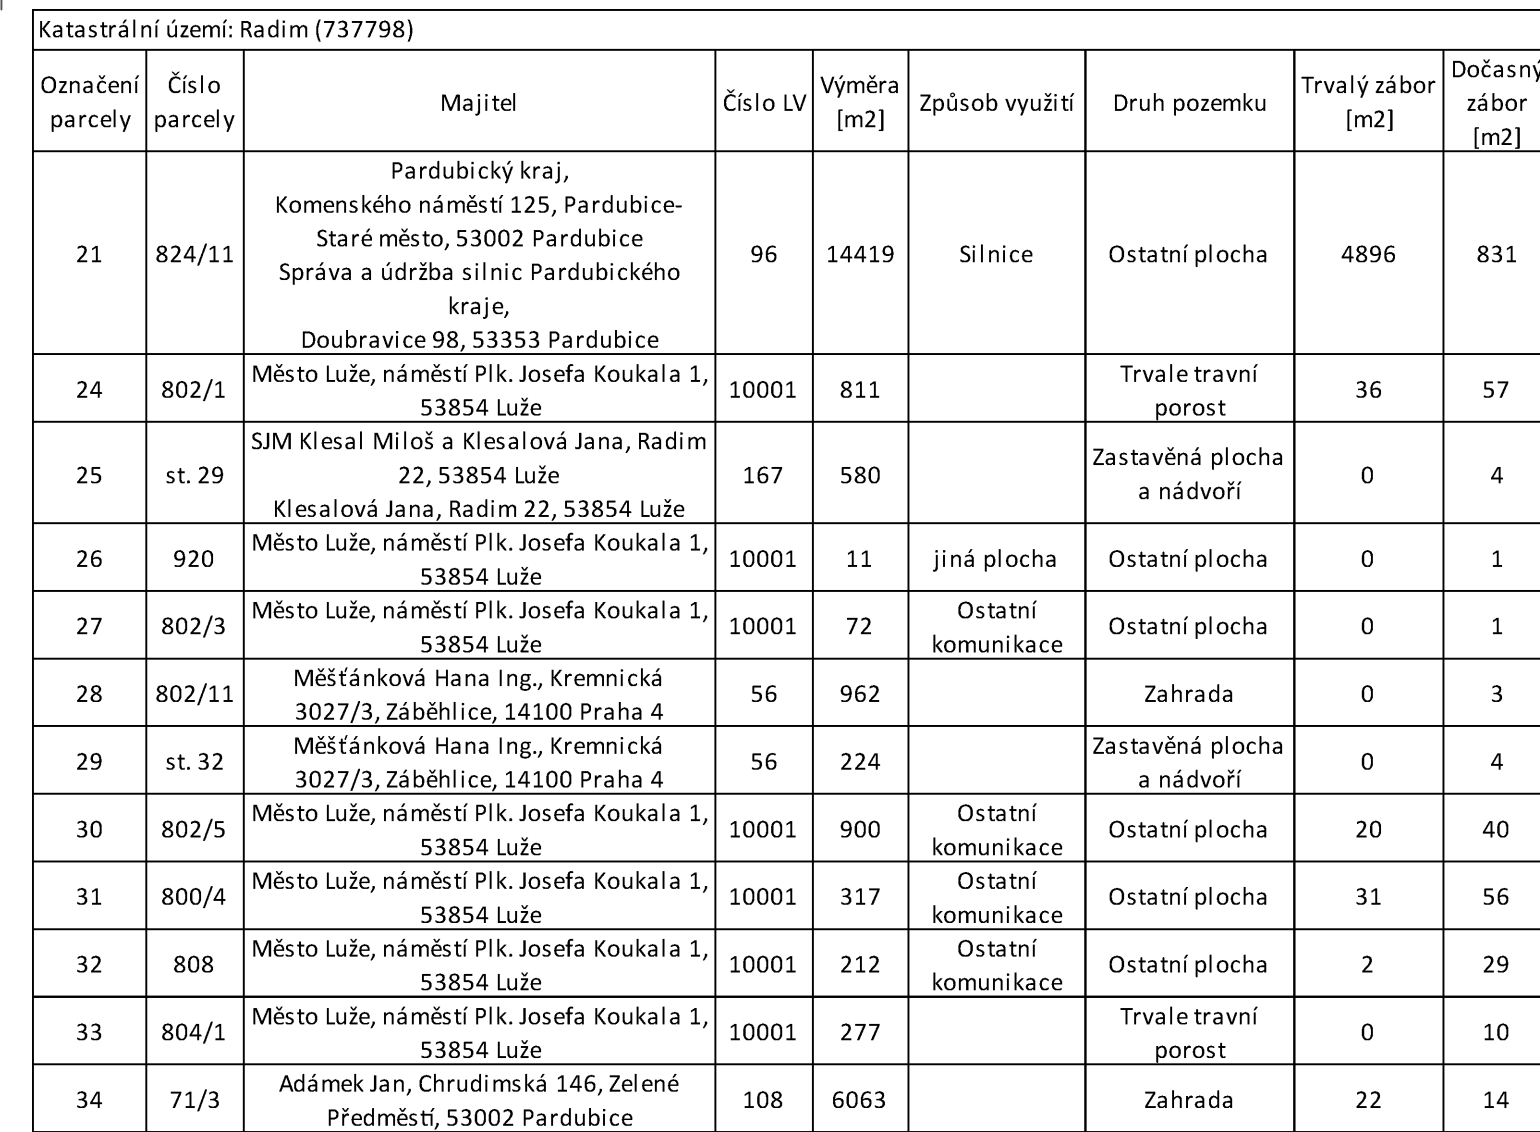 Katastrální území: Radim (737798)
Označení parcely Číslo parcely Majitel Číslo LV Výměra [m2] Způsob využití Druh pozemku Trvalý zábor [m2] Dočasný zábor [m2]
21 824/11 Pardubický kraj,
Komenského náměstí 125, Pardubice-
Staré město, 53002 Pardubice
Správa a údržba silnic Pardubického
kraje,
Doubravice 98, 53353 Pardubice 96 14419 Silnice Ostatní plocha 4896 831
24 802/1 Město Luže, náměstí Plk. Josefa Koukala 1,
53854 Luže 10001 811 Trvale travní porost 36 57
25 st. 29 SJM Klesal Miloš a Klesalová Jana, Radim
22, 53854 Luže
Klesalová Jana, Radim 22, 53854 Luže 167 580 Zastavěná plocha a nádvoří 0 4
26 920 Město Luže, náměstí Plk. Josefa Koukala 1,
53854 Luže 10001 11 jiná plocha Ostatní plocha 0 1
27 802/3 Město Luže, náměstí Plk. Josefa Koukala 1,
53854 Luže 10001 72 Ostatní komunikace Ostatní plocha 0 1
28 802/11 Měšťánková Hana Ing., Kremnická
3027/3, Záběhlice, 14100 Praha 4 56 962 Zahrada 0 3
29 st. 32 Měšťánková Hana Ing., Kremnická
3027/3, Záběhlice, 14100 Praha 4 56 224 Zastavěná plocha a nádvoří 0 4
30 802/5 Město Luže, náměstí Plk. Josefa Koukala 1,
53854 Luže 10001 900 Ostatní komunikace Ostatní plocha 20 40
31 800/4 Město Luže, náměstí Plk. Josefa Koukala 1,
53854 Luže 10001 317 Ostatní komunikace Ostatní plocha 31 56
32 808 Město Luže, náměstí Plk. Josefa Koukala 1,
53854 Luže 10001 212 Ostatní komunikace Ostatní plocha 2 29
33 804/1 Město Luže, náměstí Plk. Josefa Koukala 1,
53854 Luže 10001 277 Trvale travní porost 0 10
34 71/3 Adámek Jan, Chrudimská 146, Zelené
Předměstí, 53002 Pardubice 108 6063 Zahrada 22 14